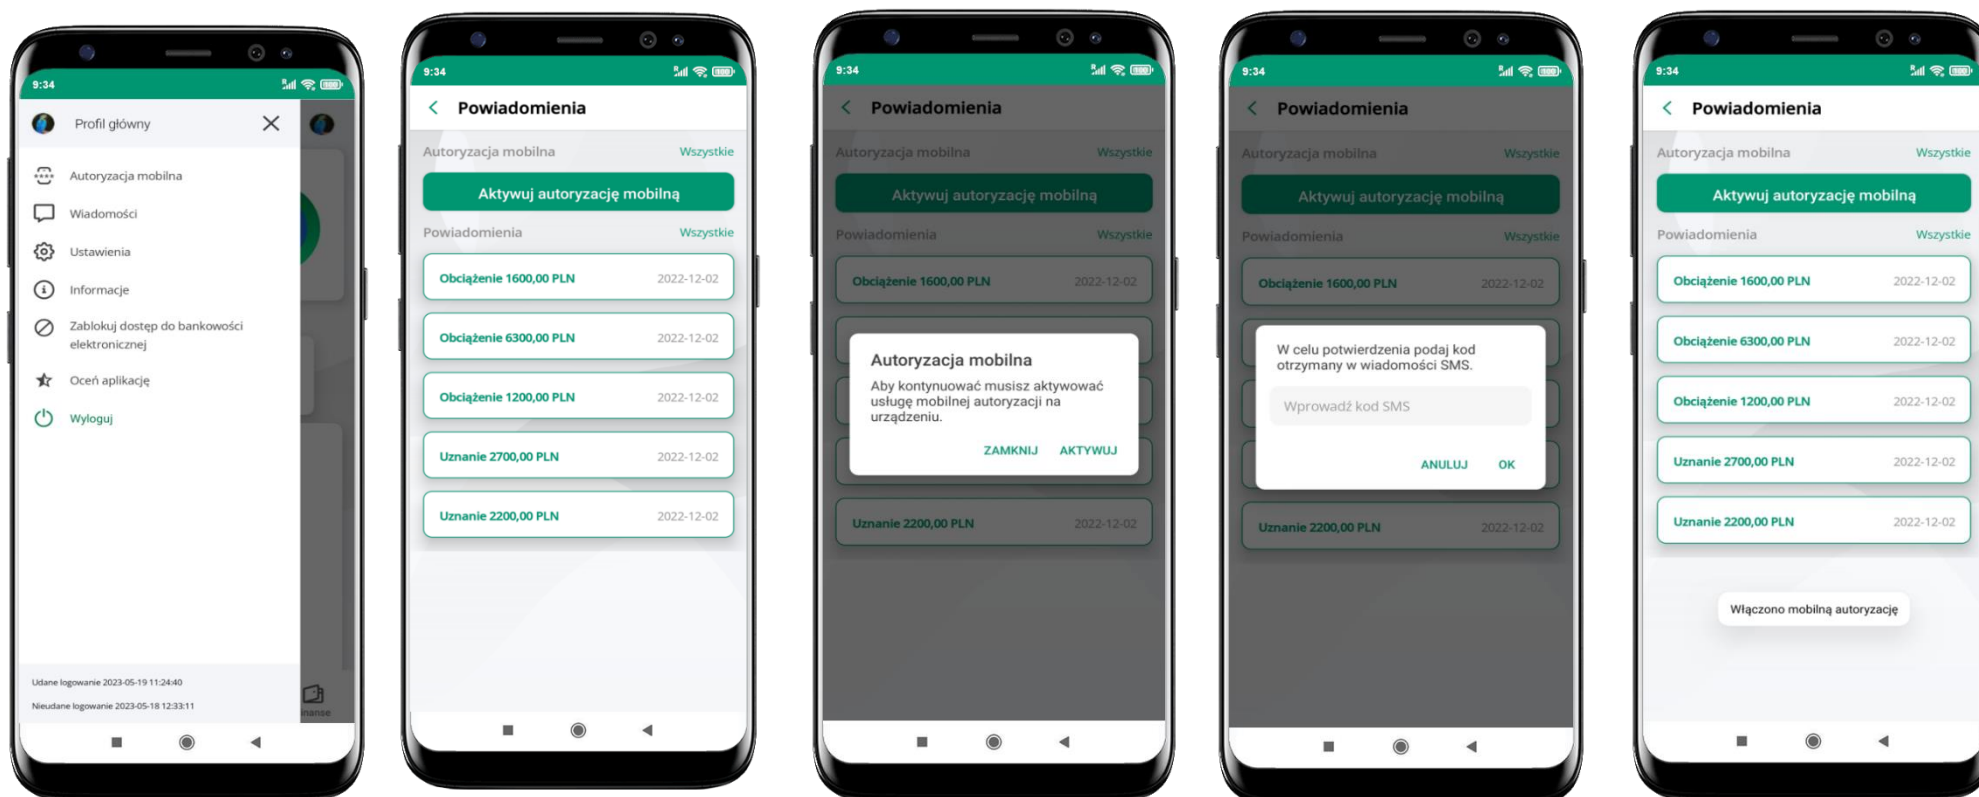 9:34
Profil główny
Autoryzacja mobilna
Wiadomości
Ustawienia
Informacje
Zablokuj dostęp do bankowości
elektronicznej
Oceń aplikację
Wyloguj
Udane logowanie 2023-05-19 11:24:40
Nieudane logowanie 2023-05-18 12:33:11
inanse
9:34
Powiadomienia
Autoryzacja mobilna Wszystkie
Aktywuj autoryzację mobilną
Powiadomienia Wszystkie
Obciążenie 1600,00 PLN 2022-12-02
Obciążenie 6300,00 PLN 2022-12-02
Obciążenie 1200,00 PLN 2022-12-02
Uznanie 2700,00 PLN 2022-12-02
Uznanie 2200,00 PLN 2022-12-02
9:34
Powiadomienia
Autoryzacja mobilna Wszystkie
Aktywuj autoryzację mobilną
Powiadomienia Wszystkie
Obciążenie 1600,00 PLN 2022-12-02
Autoryzacja mobilna
Aby kontynuować musisz aktywować
usługę mobilnej autoryzacji na
urządzeniu.
ZAMKNIJ AKTYWUJ
Uznanie 2200,00 PLN 2022-12-02
9:34
Powiadomienia
Autoryzacja mobilna Wszystkie
Aktywuj autoryzację mobilną
Powiadomienia Wszystkie
Obciążenie 1600,00 PLN 2022-12-02
W celu potwierdzenia podaj kod
otrzymany w wiadomości SMS.
Wprowadź kod SMS
ANULUJ OK
Uznanie 2200,00 PLN 2022-12-02
9:34
Powiadomienia
Autoryzacja mobilna Wszystkie
Aktywuj autoryzację mobilną
Powiadomienia Wszystkie
Obciążenie 1600,00 PLN 2022-12-02
Obciążenie 6300,00 PLN 2022-12-02
Obciążenie 1200,00 PLN 2022-12-02
Uznanie 2700,00 PLN 2022-12-02
Uznanie 2200,00 PLN 2022-12-02
Włączono mobilną autoryzację